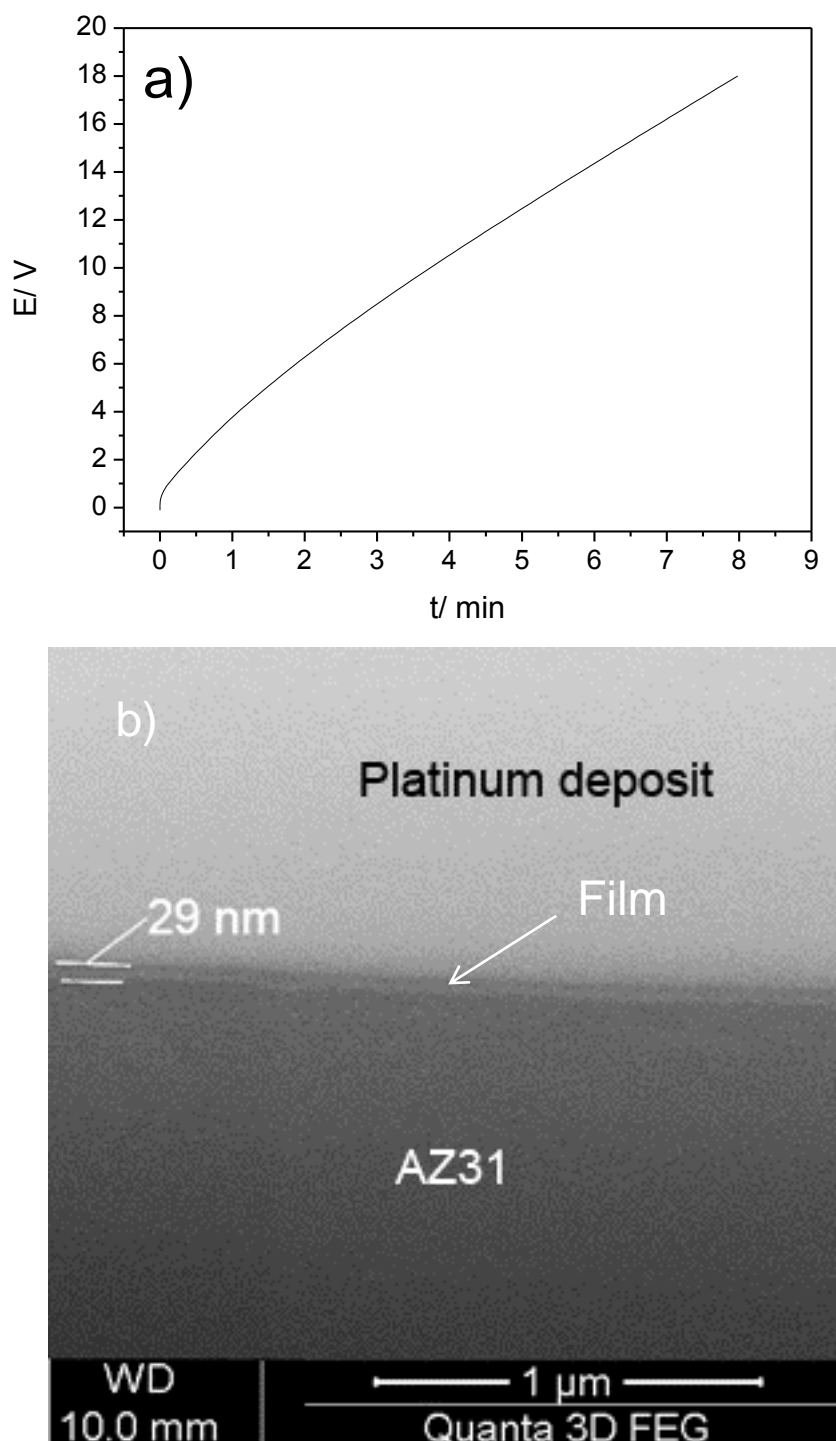 a)
20
18
16
14
12
10
8
6
4
2
0
E/ V
0 1 2 3 4 5 6 7 8 9
t/ min
b)
Platinum deposit
29 nm
Film
AZ31
WD
1 µm
10.0 mm
Quanta 3D FEG